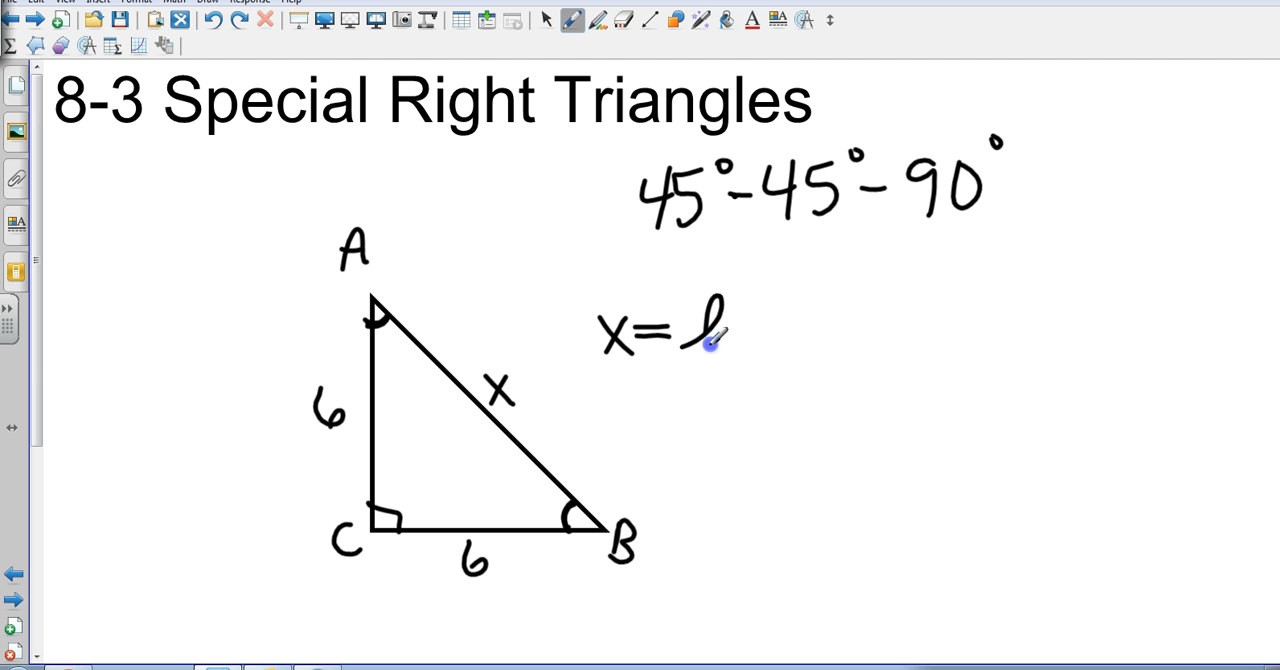 8-3 Special Right Triangles
45°-45°-90°
A
x = l
6
x
C
B
6